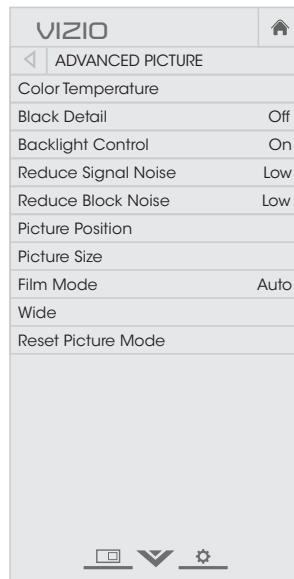 VIZIO
ADVANCED PICTURE
Color Temperature
Black Detail Off
Backlight Control On
Reduce Signal Noise Low
Reduce Block Noise Low
Picture Position
Picture Size
Film Mode Auto
Wide
Reset Picture Mode